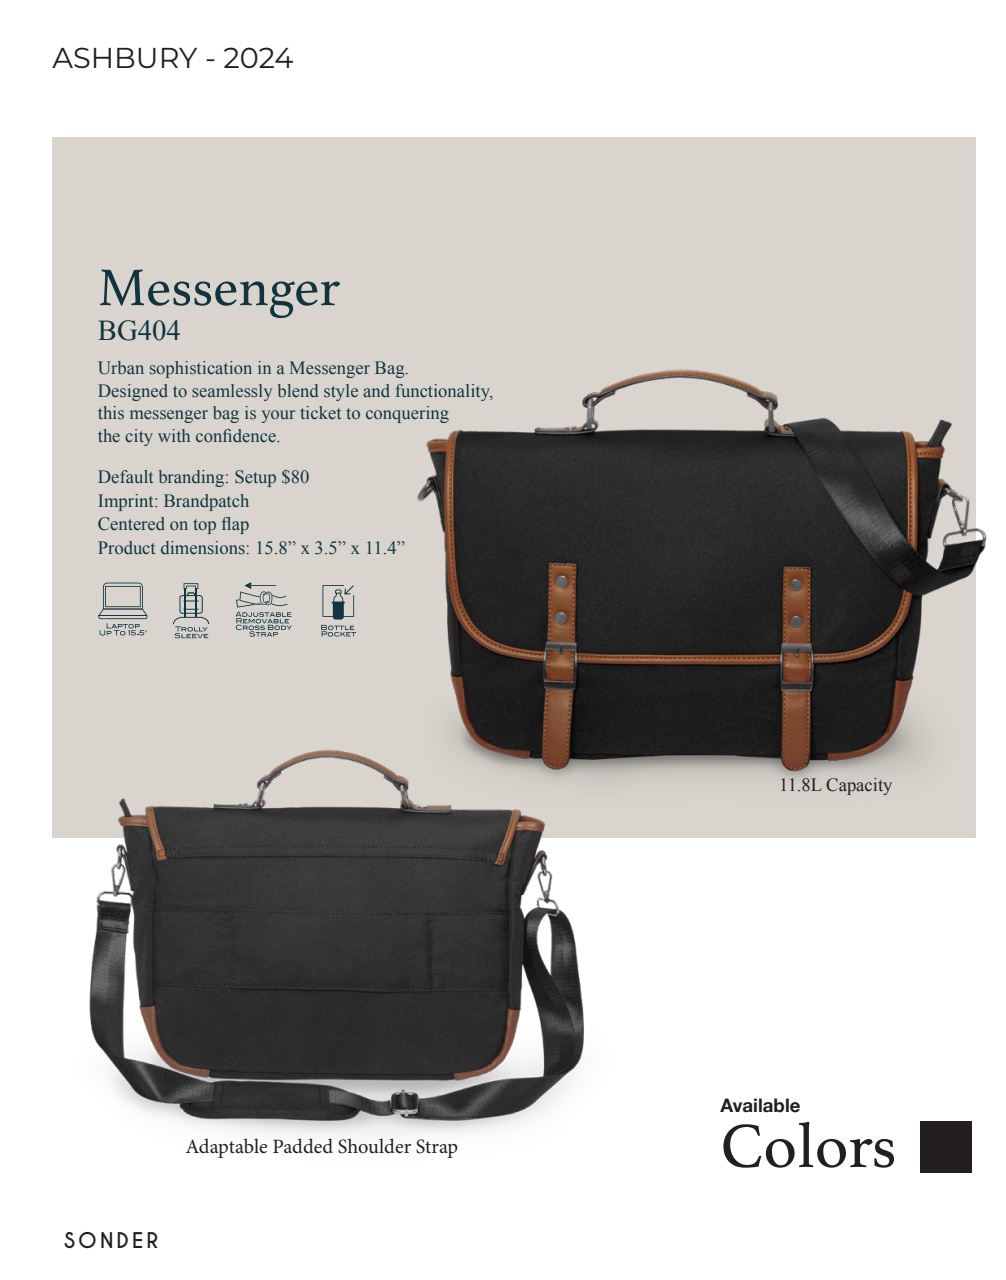 ASHBURY - 2024
Messenger
BG404
Urban sophistication in a Messenger Bag.
Designed to seamlessly blend style and functionality,
this messenger bag is your ticket to conquering
the city with confidence.
Default branding: Setup $80
Imprint: Brandpatch
Centered on top flap
Product dimensions: 15.8” x 3.5” x 11.4”
LAPTOP
UP TO 15.5"
TROLLY
SLEEVE
ADJUSTABLE
REMOVABLE
CROSS BODY
STRAP
BOTTLE
POCKET
11.8L Capacity
Adaptable Padded Shoulder Strap
Available
Colors
SONDER